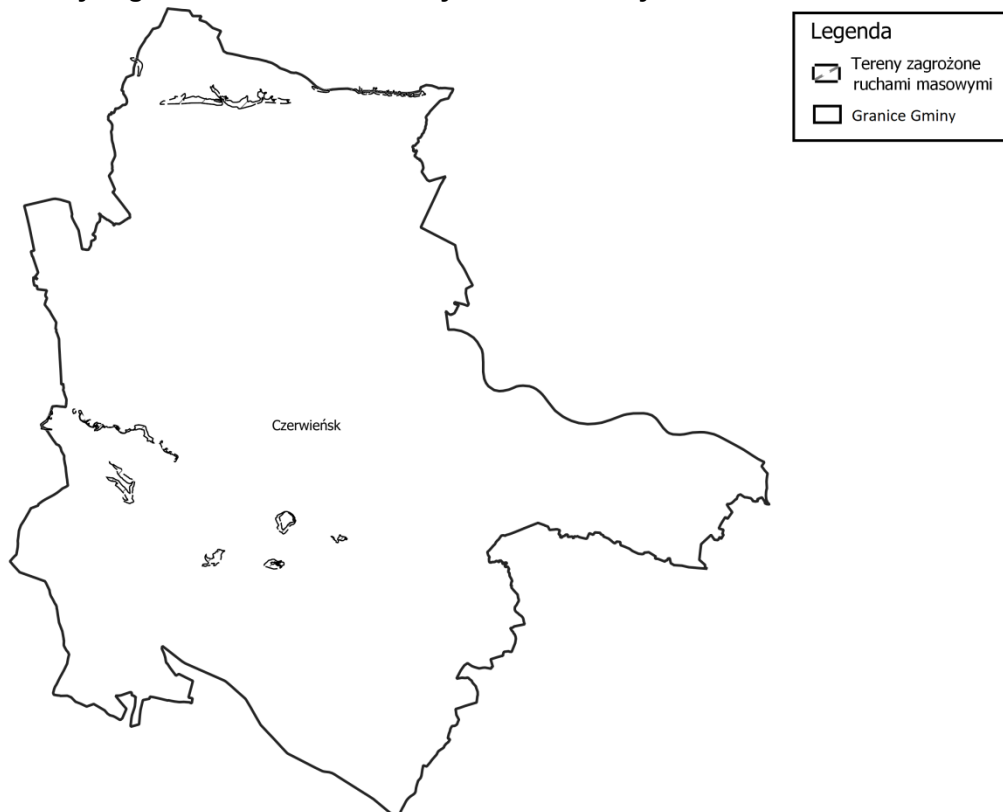 Legenda
Tereny zagrożone
ruchami masowymi
Granice Gminy
Czerwieńsk